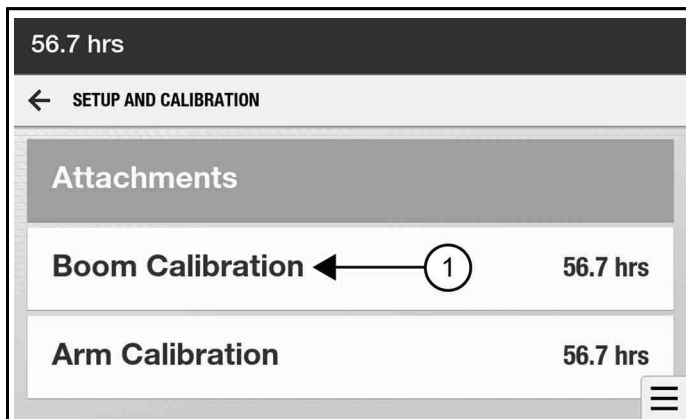 56.7 hrs
SETUP AND CALIBRATION
Attachments
Boom Calibration 1 56.7 hrs
Arm Calibration 56.7 hrs